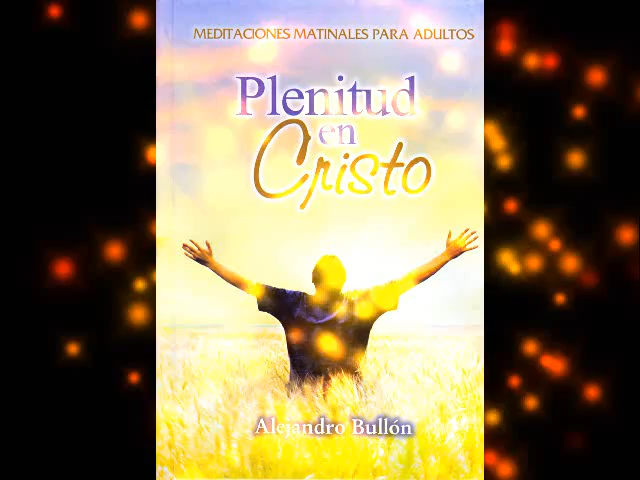 MEDITACIONES MATINALES PARA ADULTOS
Plenitud
en
Cristo
Alejandro Bullón